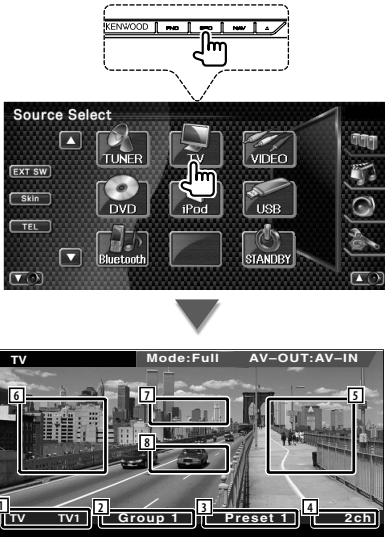 KENWOOD FNC SRC NAV ▲
Source Select
TUNER TV VIDEO
EXT SW
Skin
DVD iPod USB
TEL
Bluetooth STANDBY
TV Mode:Full AV-OUT:AV-IN
6 7 5
8
1 2 3 4
TV TV1 Group 1 Preset 1 2ch